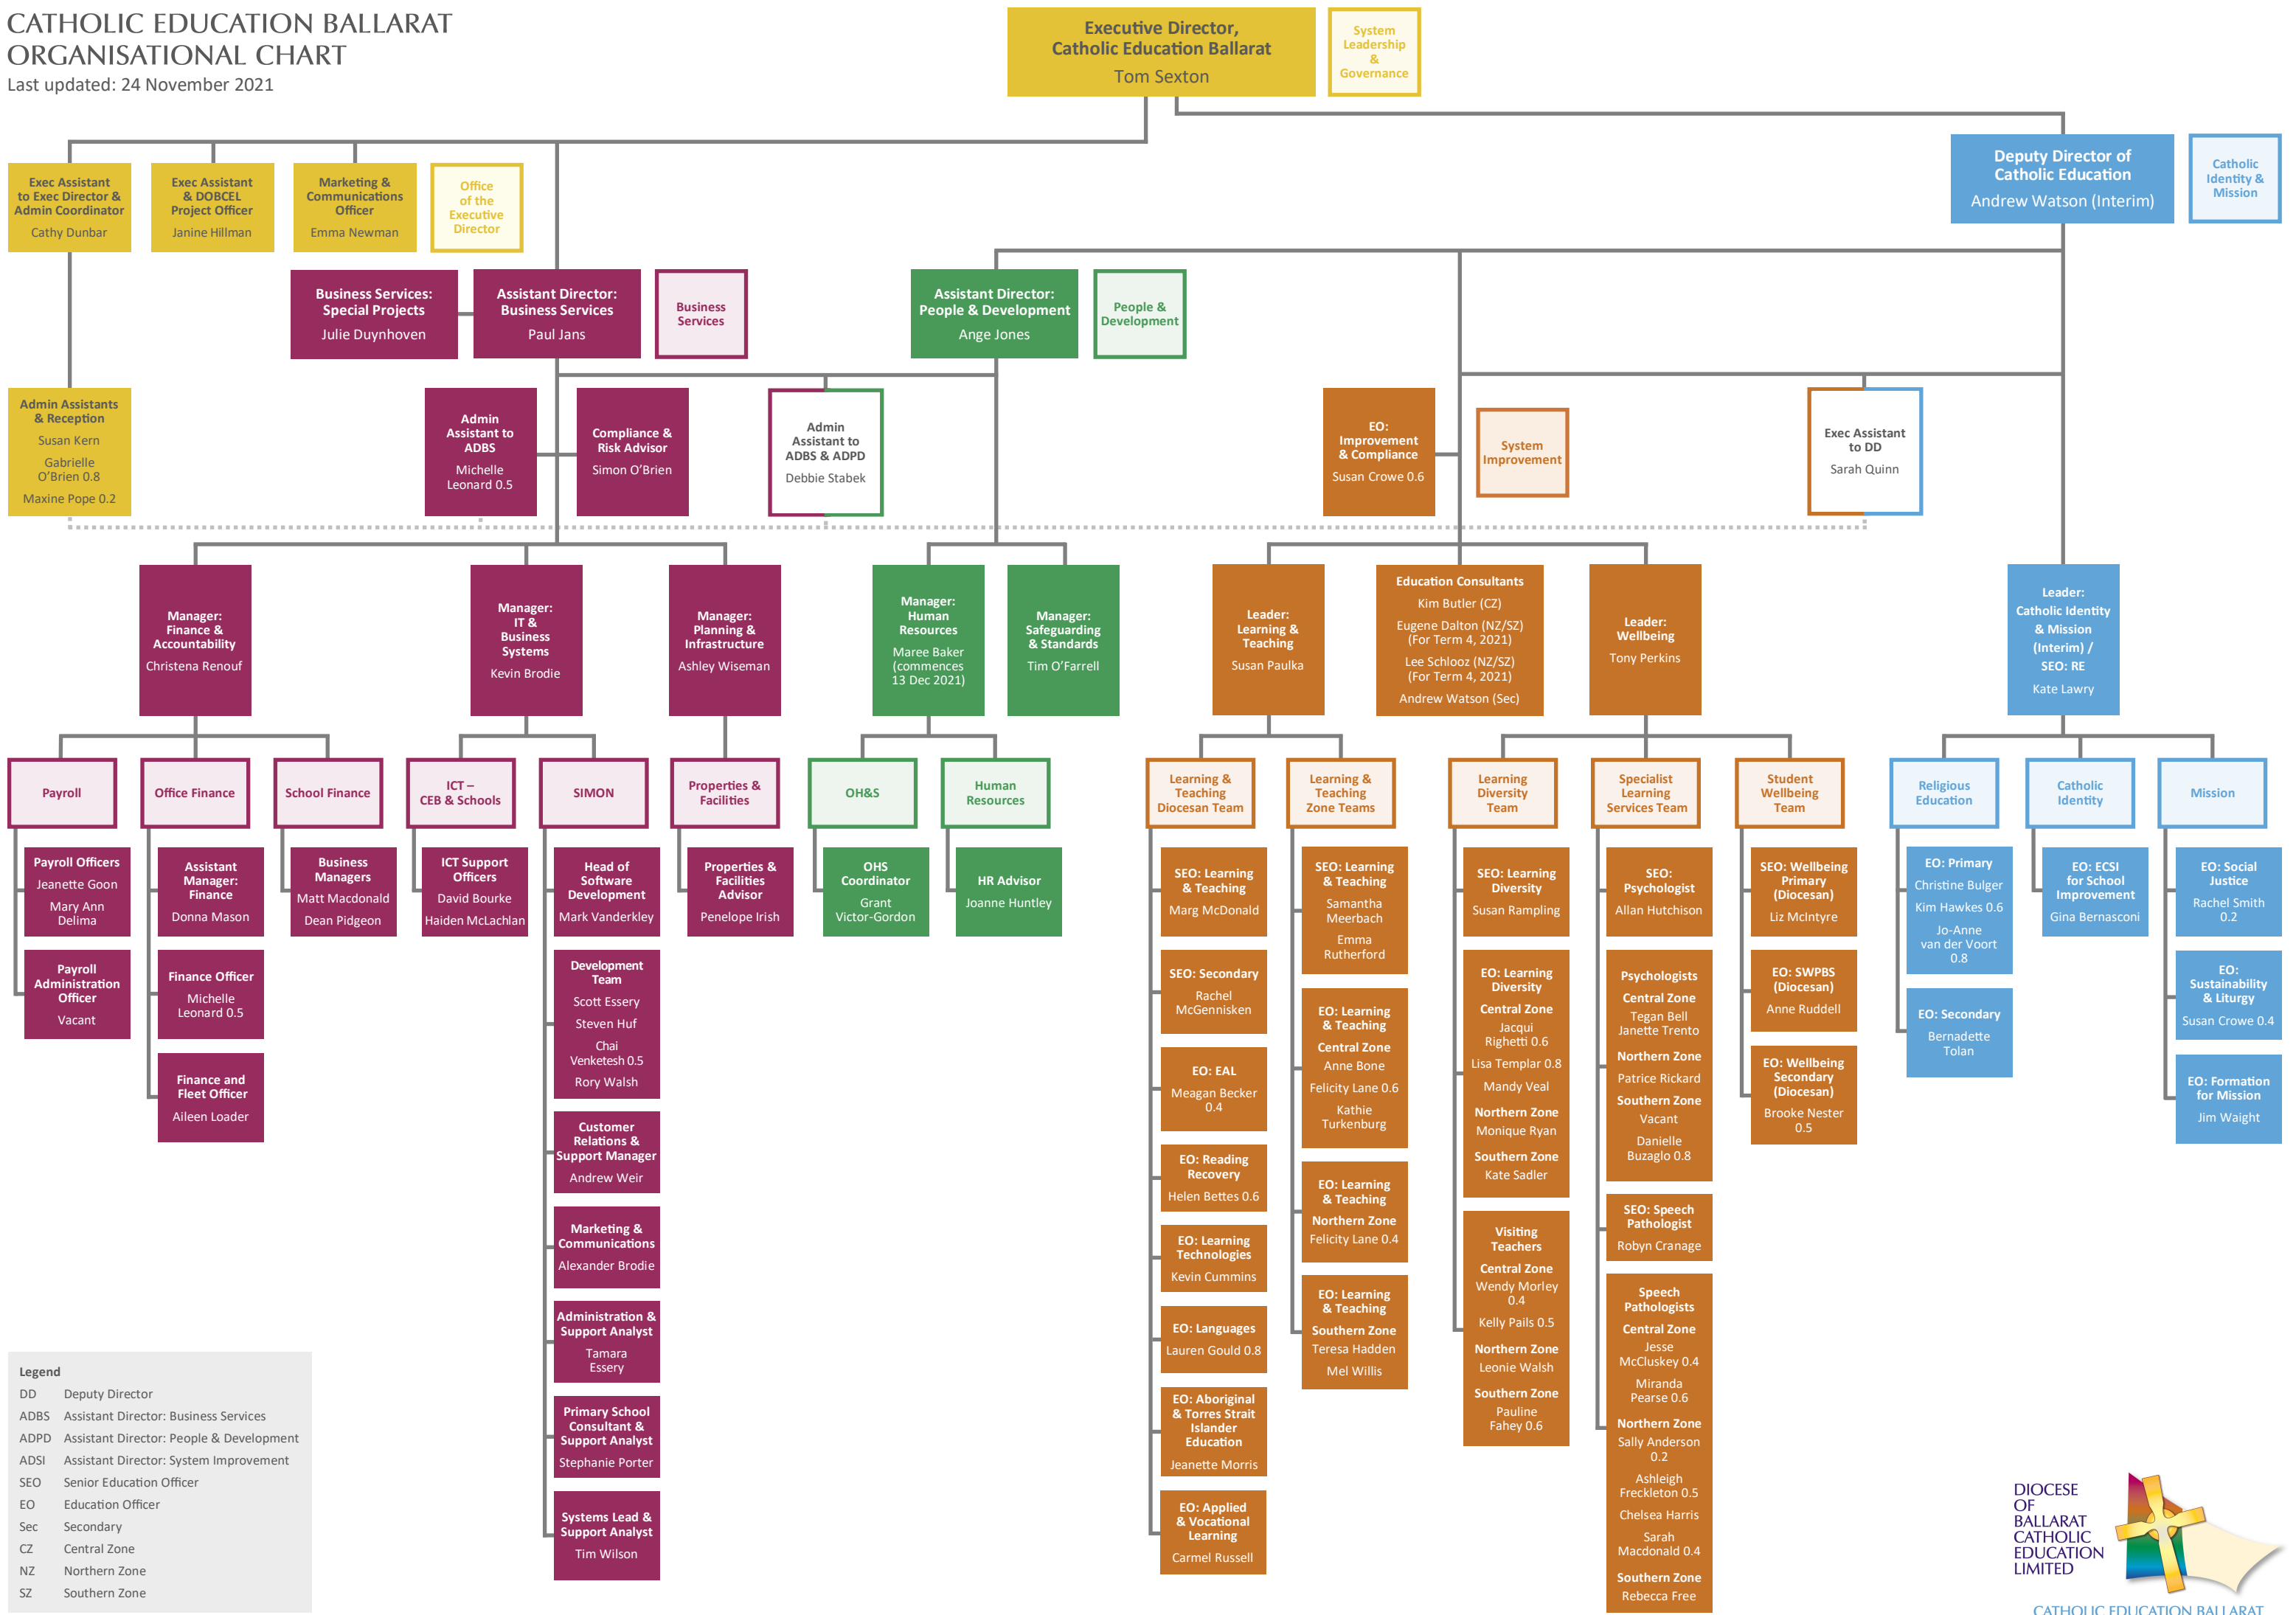 CATHOLIC EDUCATION BALLARAT
ORGANISATIONAL CHART
Last updated: 24 November 2021
Executive Director,
Catholic Education Ballarat
Tom Sexton
System
Leadership
&
Governance
Deputy Director of
Catholic Education
Andrew Watson (Interim)
Catholic
Identity &
Mission
Exec Assistant
to Exec Director &
Admin Coordinator
Cathy Dunbar
Exec Assistant
& DOBCEL
Project Officer
Janine Hillman
Marketing &
Communications
Officer
Emma Newman
Office
of the
Executive
Director
Business Services:
Special Projects
Julie Duynhoven
Assistant Director:
Business Services
Paul Jans
Business
Services
Assistant Director:
People & Development
Ange Jones
People &
Development
Admin Assistants
& Reception
Susan Kern
Gabrielle
O’Brien 0.8
Maxine Pope 0.2
Admin
Assistant to
ADBS
Michelle
Leonard 0.5
Compliance &
Risk Advisor
Simon O’Brien
Admin
Assistant to
ADBS & ADPD
Debbie Stabek
EO:
Improvement
& Compliance
Susan Crowe 0.6
System
Improvement
Exec Assistant
to DD
Sarah Quinn
Manager:
Finance &
Accountability
Christena Renouf
Manager:
IT &
Business
Systems
Kevin Brodie
Manager:
Planning &
Infrastructure
Ashley Wiseman
Manager:
Human
Resources
Maree Baker
(commences
13 Dec 2021)
Manager:
Safeguarding
& Standards
Tim O’Farrell
Leader:
Learning &
Teaching
Susan Paulka
Education Consultants
Kim Butler (CZ)
Eugene Dalton (NZ/SZ)
(For Term 4, 2021)
Lee Schlooz (NZ/SZ)
(For Term 4, 2021)
Andrew Watson (Sec)
Leader:
Wellbeing
Tony Perkins
Leader:
Catholic Identity
& Mission
(Interim) /
SEO: RE
Kate Lawry
Payroll
Payroll Officers
Jeanette Goon
Mary Ann
Delima
Payroll
Administration
Officer
Vacant
Office Finance
Assistant
Manager:
Finance
Donna Mason
Finance Officer
Michelle
Leonard 0.5
Finance and
Fleet Officer
Aileen Loader
School Finance
Business
Managers
Matt Macdonald
Dean Pidgeon
ICT –
CEB & Schools
ICT Support
Officers
David Bourke
Haiden McLachlan
SIMON
Head of
Software
Development
Mark Vanderkley
Development
Team
Scott Essery
Steven Huf
Chai
Venketesh 0.5
Rory Walsh
Customer
Relations &
Support Manager
Andrew Weir
Marketing &
Communications
Alexander Brodie
Administration &
Support Analyst
Tamara
Essery
Primary School
Consultant &
Support Analyst
Stephanie Porter
Systems Lead &
Support Analyst
Tim Wilson
Properties &
Facilities
Properties &
Facilities
Advisor
Penelope Irish
OH&S
OHS
Coordinator
Grant
Victor-Gordon
Human
Resources
HR Advisor
Joanne Huntley
Learning &
Teaching
Diocesan Team
SEO: Learning
& Teaching
Marg McDonald
SEO: Secondary
Rachel
McGennisken
EO: EAL
Meagan Becker
0.4
EO: Reading
Recovery
Helen Bettes 0.6
EO: Learning
Technologies
Kevin Cummins
EO: Languages
Lauren Gould 0.8
EO: Aboriginal
& Torres Strait
Islander
Education
Jeanette Morris
EO: Applied
& Vocational
Learning
Carmel Russell
Learning &
Teaching
Zone Teams
SEO: Learning
& Teaching
Samantha
Meerbach
Emma
Rutherford
EO: Learning
& Teaching
Central Zone
Anne Bone
Felicity Lane 0.6
Kathie
Turkenburg
EO: Learning
& Teaching
Northern Zone
Felicity Lane 0.4
EO: Learning
& Teaching
Southern Zone
Teresa Hadden
Mel Willis
Learning
Diversity
Team
SEO: Learning
Diversity
Susan Rampling
EO: Learning
Diversity
Central Zone
Jacqui
Righetti 0.6
Lisa Templar 0.8
Mandy Veal
Northern Zone
Monique Ryan
Southern Zone
Kate Sadler
Visiting
Teachers
Central Zone
Wendy Morley
0.4
Kelly Pails 0.5
Northern Zone
Leonie Walsh
Southern Zone
Pauline
Fahey 0.6
Specialist
Learning
Services Team
SEO:
Psychologist
Allan Hutchison
Psychologists
Central Zone
Tegan Bell
Janette Trento
Northern Zone
Patrice Rickard
Southern Zone
Vacant
Danielle
Buzaglo 0.8
SEO: Speech
Pathologist
Robyn Cranage
Speech
Pathologists
Central Zone
Jesse
McCluskey 0.4
Miranda
Pearse 0.6
Northern Zone
Sally Anderson
0.2
Ashleigh
Freckleton 0.5
Chelsea Harris
Sarah
Macdonald 0.4
Southern Zone
Rebecca Free
Student
Wellbeing
Team
SEO: Wellbeing
Primary
(Diocesan)
Liz McIntyre
EO: SWPBS
(Diocesan)
Anne Ruddell
EO: Wellbeing
Secondary
(Diocesan)
Brooke Nester
0.5
Religious
Education
EO: Primary
Christine Bulger
Kim Hawkes 0.6
Jo-Anne
van der Voort
0.8
EO: Secondary
Bernadette
Tolan
Catholic
Identity
EO: ECSI
for School
Improvement
Gina Bernasconi
Mission
EO: Social
Justice
Rachel Smith
0.2
EO:
Sustainability
& Liturgy
Susan Crowe 0.4
EO: Formation
for Mission
Jim Waight
Legend
DD Deputy Director
ADBS Assistant Director: Business Services
ADPD Assistant Director: People & Development
ADSI Assistant Director: System Improvement
SEO Senior Education Officer
EO Education Officer
Sec Secondary
CZ Central Zone
NZ Northern Zone
SZ Southern Zone
DIOCESE
OF
BALLARAT
CATHOLIC
EDUCATION
LIMITED
CATHOLIC EDUCATION BALLARAT